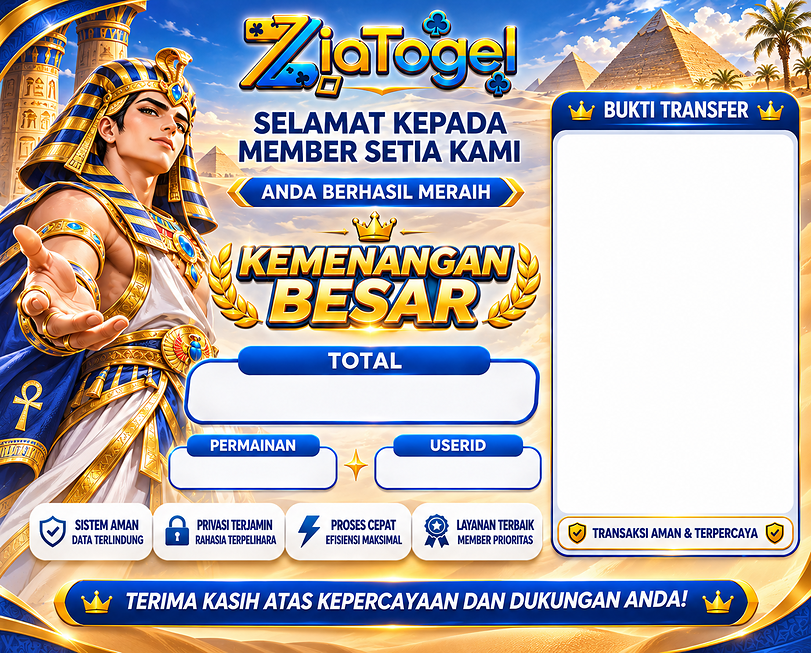 ZiaTogel
SELAMAT KEPADA
MEMBER SETIA KAMI
ANDA BERHASIL MERAIH
KEMENANGAN
BESAR
TOTAL
PERMAINAN
USERID
BUKTI TRANSFER
TRANSAKSI AMAN & TERPERCAYA
SISTEM AMAN
DATA TERLINDUNG
PRIVASI TERJAMIN
RAHASIA TERPELIHARA
PROSES CEPAT
EFISIENSI MAKSIMAL
LAYANAN TERBAIK
MEMBER PRIORITAS
TERIMA KASIH ATAS KEPERCAYAAN DAN DUKUNGAN ANDA!